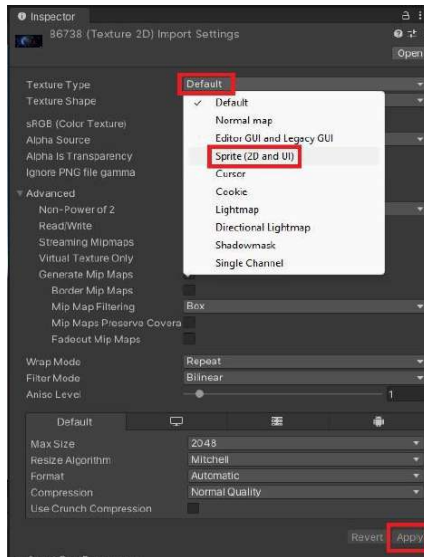 Inspector
86738 (Texture 2D) Import Settings
Open
Texture Type Default
Texture Shape
✓ Default
Normal map
sRGB (Color Texture)
Alpha Source Editor GUI and Legacy GUI
Alpha Is Transparency Sprite (2D and UI)
Ignore PNG file gamma Cursor
Cookie
Advanced
Non-Power of 2 Lightmap
Read/Write Directional Lightmap
Streaming Mipmaps Shadowmask
Virtual Texture Only Single Channel
Generate Mip Maps
Border Mip Maps
Mip Map Filtering Box
Mip Maps Preserve Covera
Fadeout Mip Maps
Wrap Mode Repeat
Filter Mode Bilinear
Aniso Level 1
Default
Max Size 2048
Resize Algorithm Mitchell
Format Automatic
Compression Normal Quality
Use Crunch Compression
Revert Apply